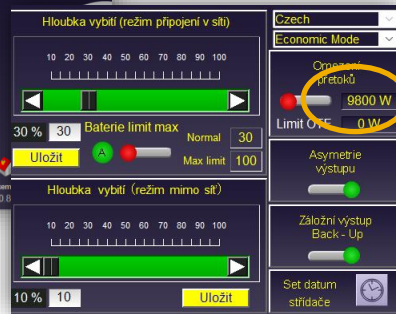 Hloubka vybití (režim připojení v síti)
10 20 30 40 50 60 70 80 90 100
30 % 30
Baterie limit max
Normal 30
Uložit
A
Max limit 100
Hloubka vybití (režim mimo síť)
10 20 30 40 50 60 70 80 90 100
10 % 10
Uložit
Czech
Economic Mode
Omezení
přetoků
9800 W
Limit OTE 0 W
Asymetrie
výstupu
Záložní výstup
Back - Up
Set datum
střídače